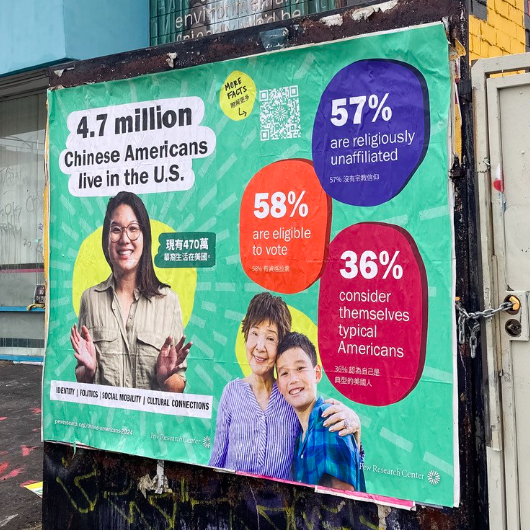 MORE
FACTS
4.7 million
Chinese Americans
live in the U.S.
現有470萬
華裔生活在美國。
57%
are religiously
unaffiliated
57% 沒有宗教信仰
58%
are eligible
to vote
58% 有資格投票
36%
consider
themselves
typical
Americans
36% 認為自己是
典型的美國人
IDENTITY | POLITICS | SOCIAL MOBILITY | CULTURAL CONNECTIONS
Pew Research Center
Pew Research Center